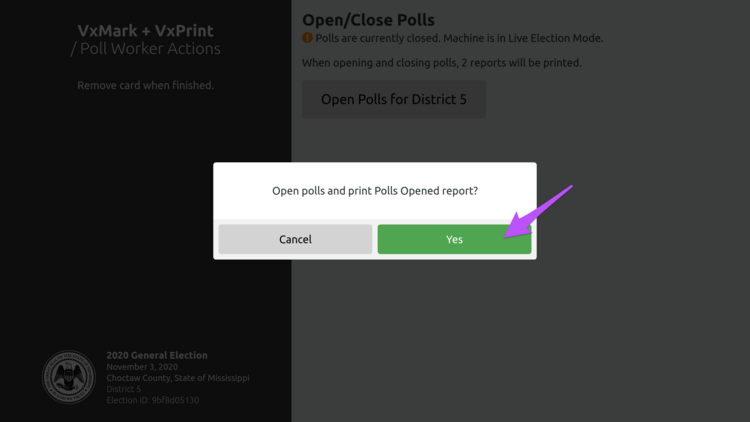 VxMark + VxPrint
/ Poll Worker Actions
Remove card when finished.
Open/Close Polls
Polls are currently closed. Machine is in Live Election Mode.
When opening and closing polls, 2 reports will be printed.
Open Polls for District 5
Open polls and print Polls Opened report?
Cancel
Yes
2020 General Election
November 3, 2020
Choctaw County, State of Mississippi
District 5
Election ID: 9bf8d05130